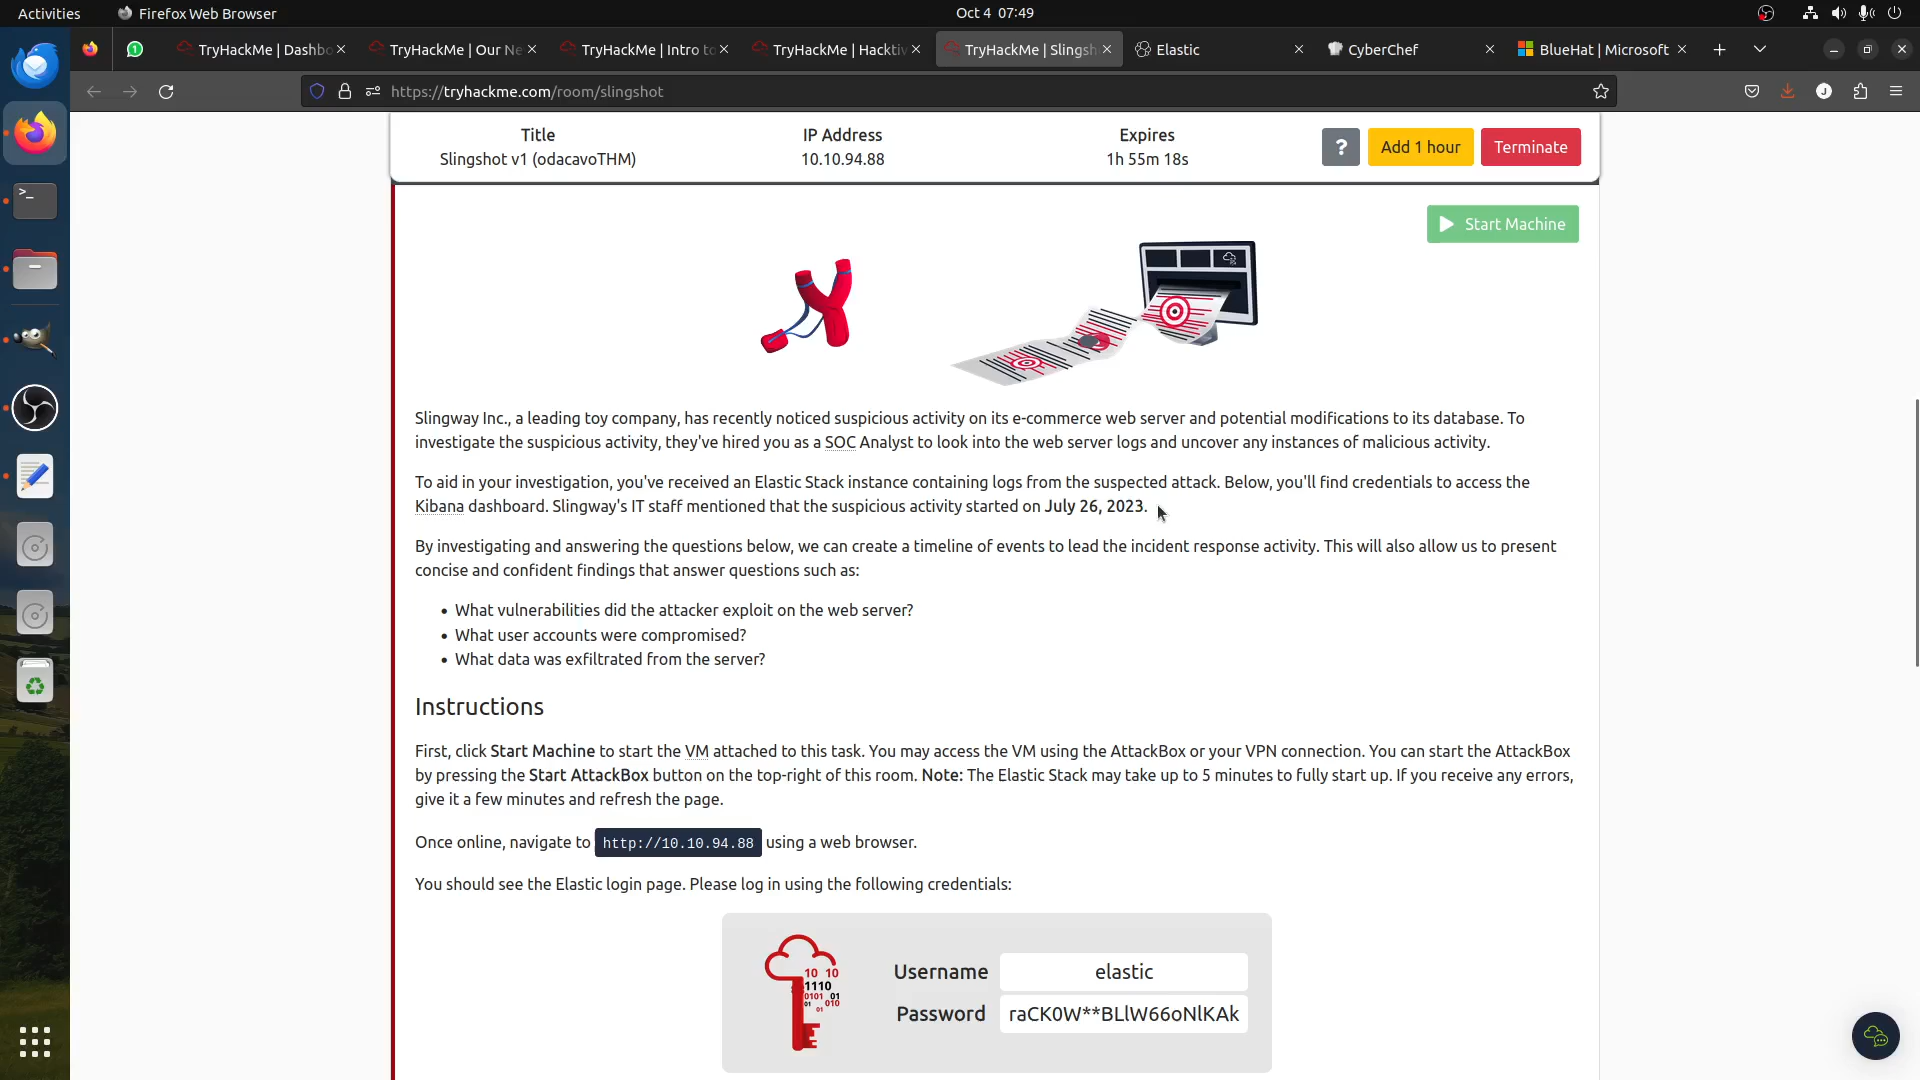 Activities
Firefox Web Browser
Oct 4 07:49
TryHackMe | Dashbo
TryHackMe | Our Ne
TryHackMe | Intro to
TryHackMe | Hacktiv
TryHackMe | Slingsh
Elastic
CyberChef
BlueHat | Microsoft
https://tryhackme.com/room/slingshot
Title
IP Address
Expires
Slingshot v1 (odacavoTHM)
10.10.94.88
1h 55m 18s
?
Add 1 hour
Terminate
Start Machine
Slingway Inc., a leading toy company, has recently noticed suspicious activity on its e-commerce web server and potential modifications to its database. To
investigate the suspicious activity, they've hired you as a SOC Analyst to look into the web server logs and uncover any instances of malicious activity.
To aid in your investigation, you've received an Elastic Stack instance containing logs from the suspected attack. Below, you'll find credentials to access the
Kibana dashboard. Slingway's IT staff mentioned that the suspicious activity started on July 26, 2023.
By investigating and answering the questions below, we can create a timeline of events to lead the incident response activity. This will also allow us to present
concise and confident findings that answer questions such as:
• What vulnerabilities did the attacker exploit on the web server?
• What user accounts were compromised?
• What data was exfiltrated from the server?
Instructions
First, click Start Machine to start the VM attached to this task. You may access the VM using the AttackBox or your VPN connection. You can start the AttackBox
by pressing the Start AttackBox button on the top-right of this room. Note: The Elastic Stack may take up to 5 minutes to fully start up. If you receive any errors,
give it a few minutes and refresh the page.
Once online, navigate to http://10.10.94.88 using a web browser.
You should see the Elastic login page. Please log in using the following credentials:
10 10
1110
0101 01
01 010
01
Username
elastic
Password
raCK0W**BLlW66oNlKAk